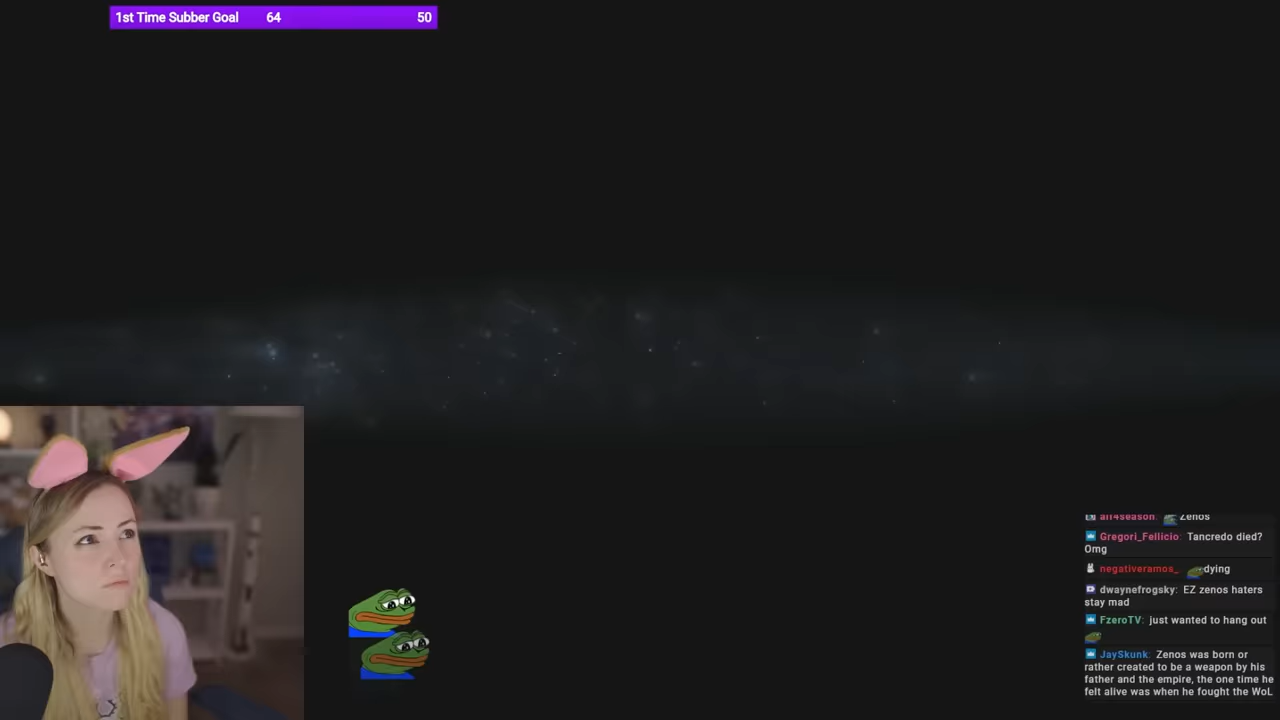 1st Time Subber Goal 64 50
all4season: Zenos
Gregori_Fellicio: Tancredo died?
Omg
negativeramos_: dying
dwaynefrogsky: EZ zenos haters
stay mad
FzeroTV: just wanted to hang out
JaySkunk: Zenos was born or
rather created to be a weapon by his
father and the empire, the one time he
felt alive was when he fought the WoL